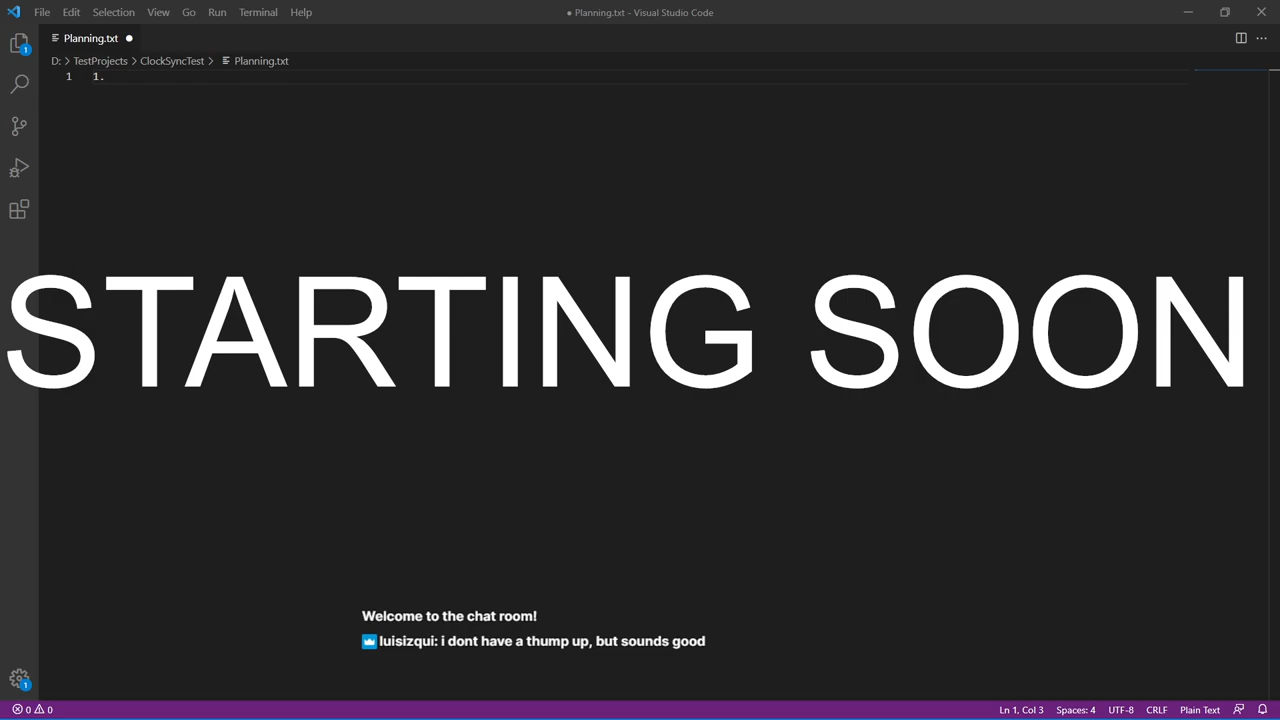 File Edit Selection View Go Run Terminal Help
● Planning.txt - Visual Studio Code
Planning.txt ●
D: > TestProjects > ClockSyncTest > Planning.txt
1
1 1.
STARTING SOON
Welcome to the chat room!
luisizqui: i dont have a thump up, but sounds good
1
0 0 Ln 1, Col 3 Spaces: 4 UTF-8 CRLF Plain Text